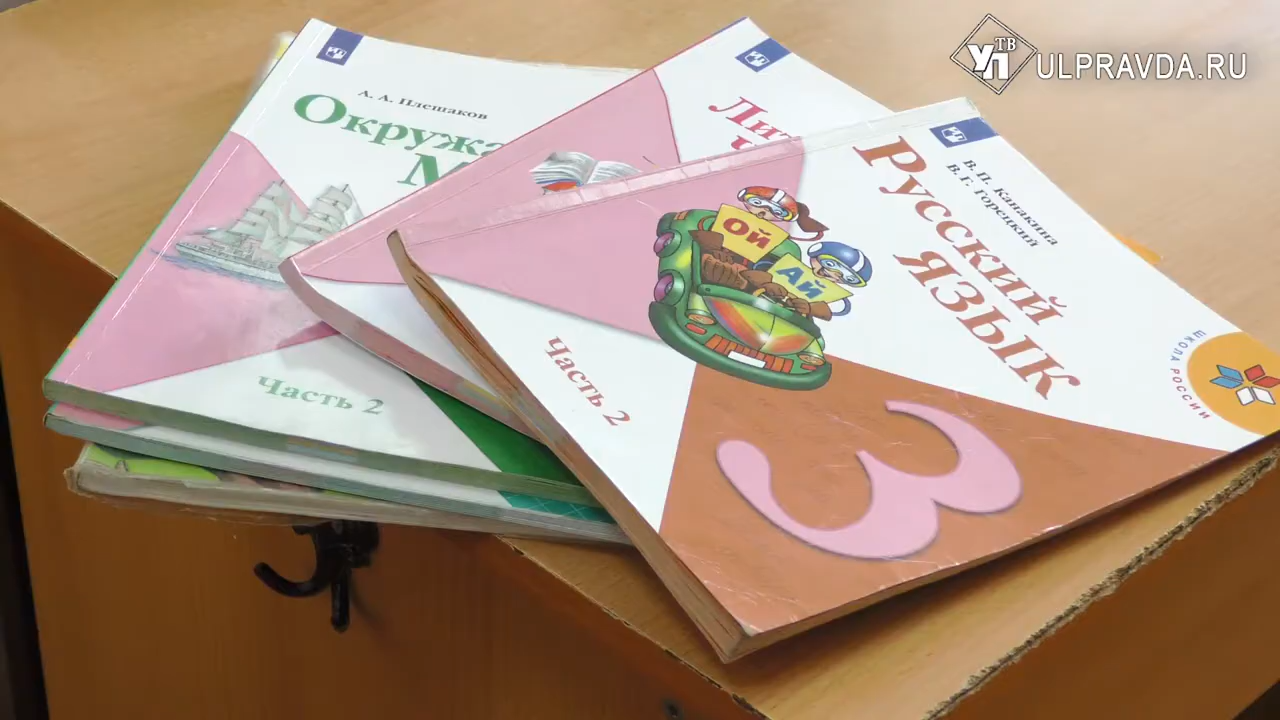 УП ТВ
ULPRAVDA.RU
А. А. Плешаков
Окружа
М
Часть 2
Лит
ч
В. П. Канакина
В. Г. Горецкий
Русский
язык
ОЙ
АЙ
Часть 2
3
ШКОЛА РОССИИ